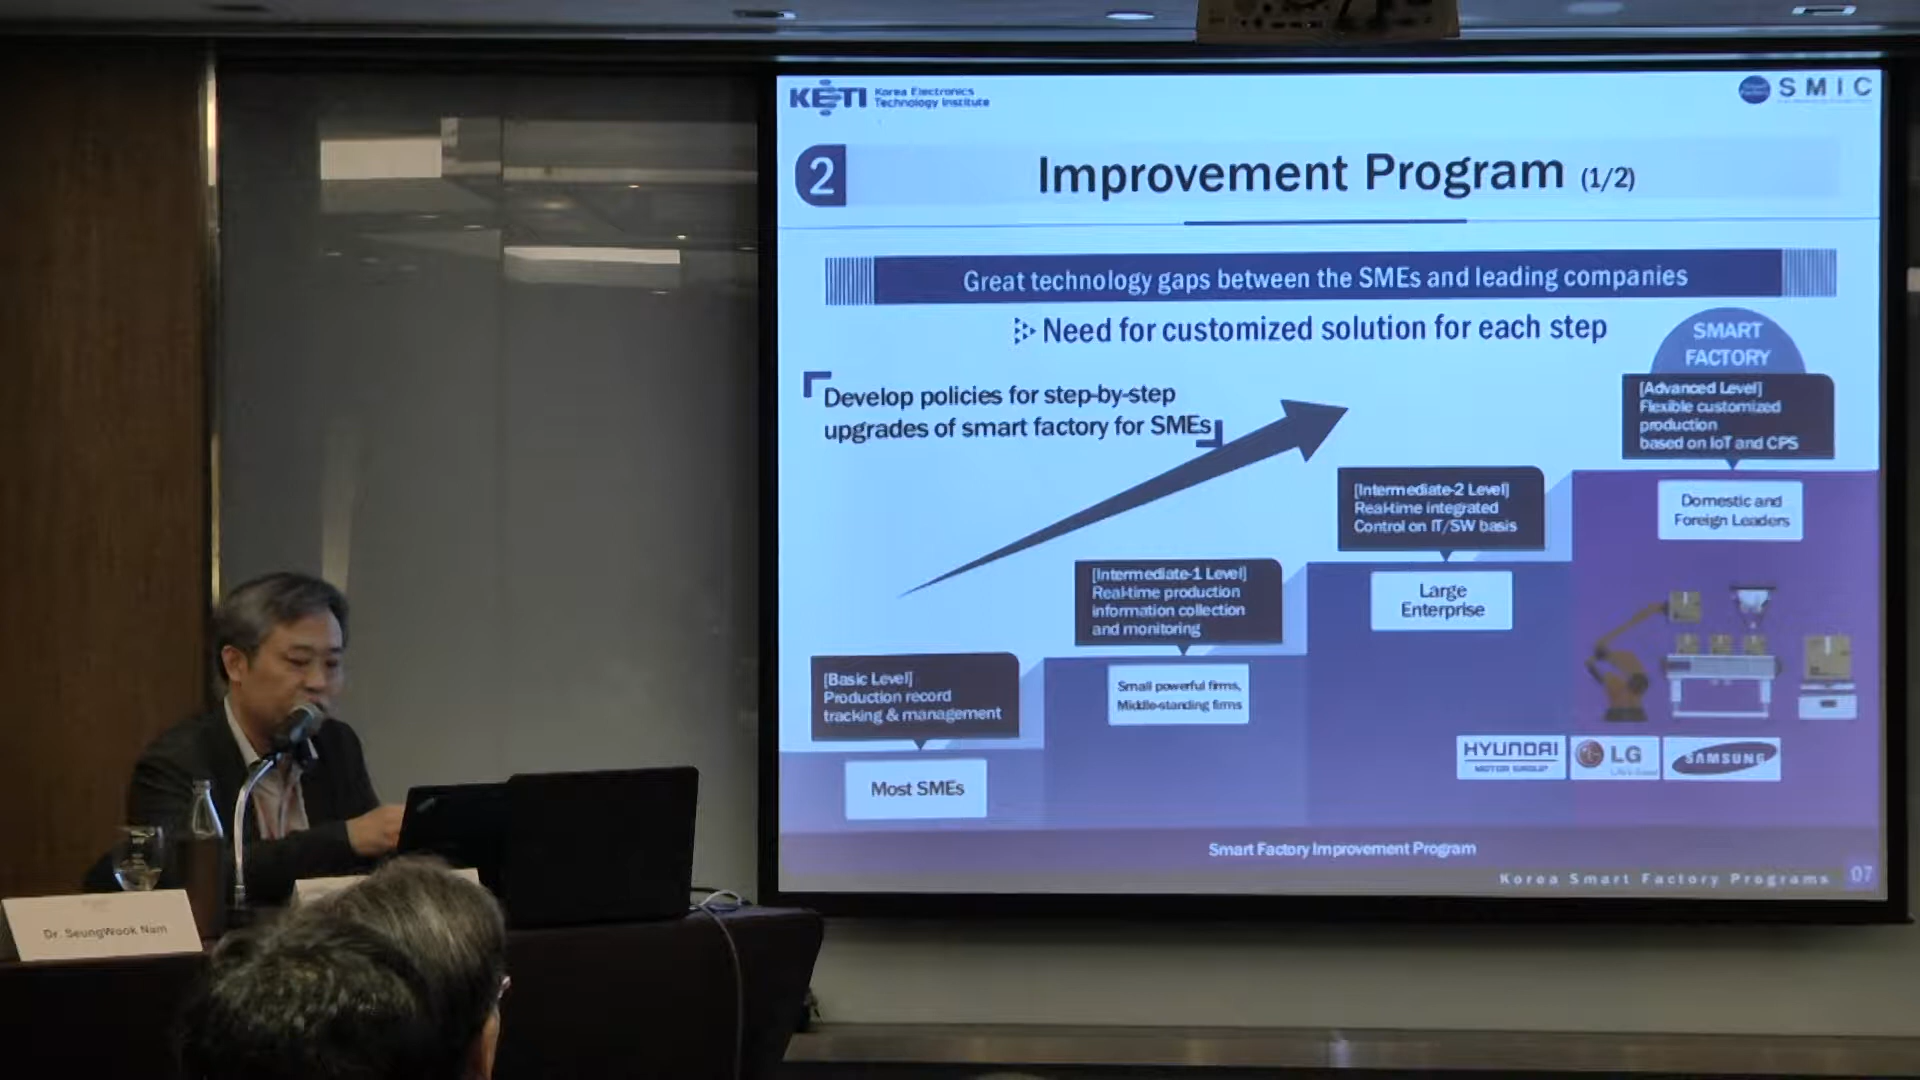 KETI Korea Electronics
Technology Institute
SMIC
2
Improvement Program (1/2)
Great technology gaps between the SMEs and leading companies
Need for customized solution for each step
Develop policies for step-by-step
upgrades of smart factory for SMEs
SMART
FACTORY
[Advanced Level]
Flexible customized
production
based on IoT and CPS
Domestic and
Foreign Leaders
[Intermediate-2 Level]
Real-time integrated
Control on IT/SW basis
Large
Enterprise
[Intermediate-1 Level]
Real-time production
information collection
and monitoring
Small powerful firms,
Middle-standing firms
[Basic Level]
Production record
tracking & management
Most SMEs
HYUNDAI
MOTOR GROUP
LG
SAMSUNG
Smart Factory Improvement Program
Korea Smart Factory Programs 07
Dr. SeungWook Nam